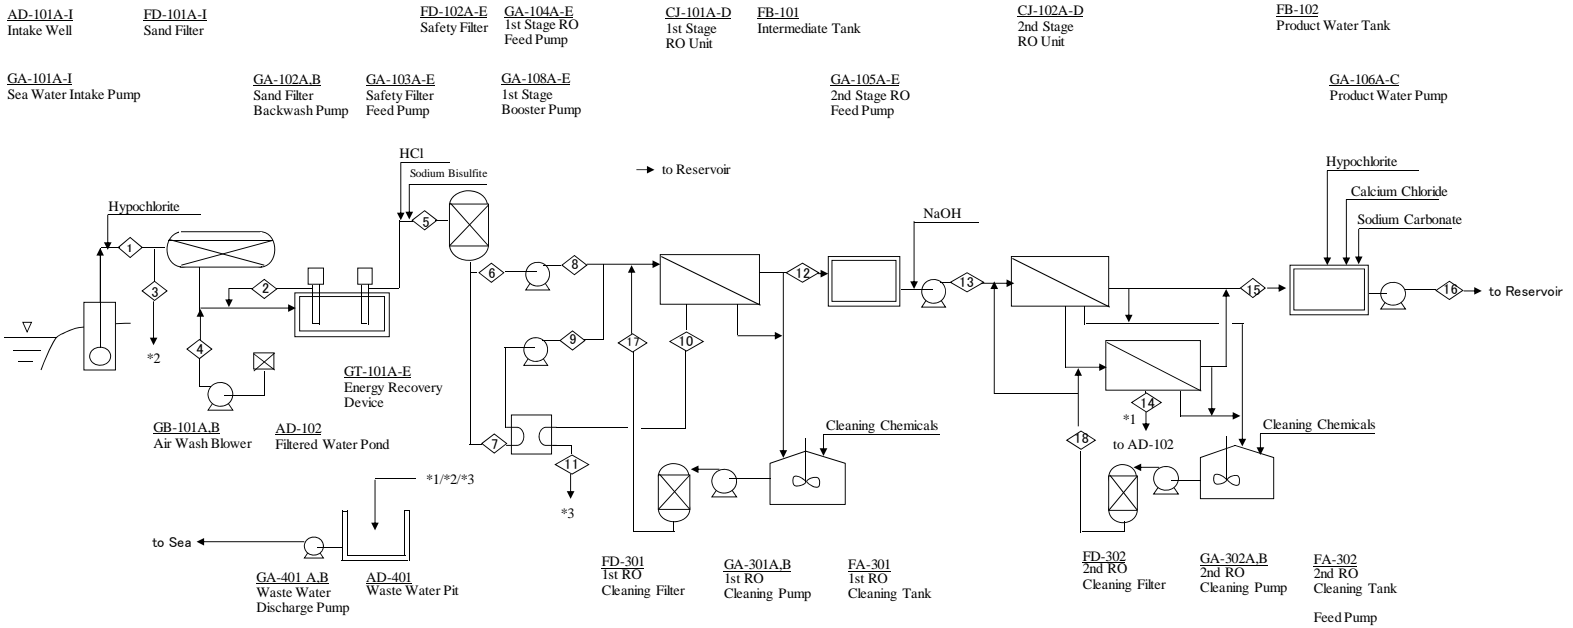 AD-101A-I
Intake Well
FD-101A-I
Sand Filter
FD-102A-E
Safety Filter
GA-104A-E
1st Stage RO
Feed Pump
CJ-101A-D
1st Stage
RO Unit
FB-101
Intermediate Tank
CJ-102A-D
2nd Stage
RO Unit
FB-102
Product Water Tank
GA-101A-I
Sea Water Intake Pump
GA-102A,B
Sand Filter
Backwash Pump
GA-103A-E
Safety Filter
Feed Pump
GA-108A-E
1st Stage
Booster Pump
GA-105A-E
2nd Stage RO
Feed Pump
GA-106A-C
Product Water Pump
HCl
Sodium Bisulfite
to Reservoir
Hypochlorite
Calcium Chloride
Sodium Carbonate
Hypochlorite
NaOH
1
2
3
4
5
6
7
8
9
10
11
12
13
14
15
16
17
18
to Reservoir
*2
*1
to AD-102
*3
GT-101A-E
Energy Recovery
Device
GB-101A,B
Air Wash Blower
AD-102
Filtered Water Pond
Cleaning Chemicals
Cleaning Chemicals
*1/*2/*3
to Sea
GA-401 A,B
Waste Water
Discharge Pump
AD-401
Waste Water Pit
FD-301
1st RO
Cleaning Filter
GA-301A,B
1st RO
Cleaning Pump
FA-301
1st RO
Cleaning Tank
FD-302
2nd RO
Cleaning Filter
GA-302A,B
2nd RO
Cleaning Pump
FA-302
2nd RO
Cleaning Tank
Feed Pump